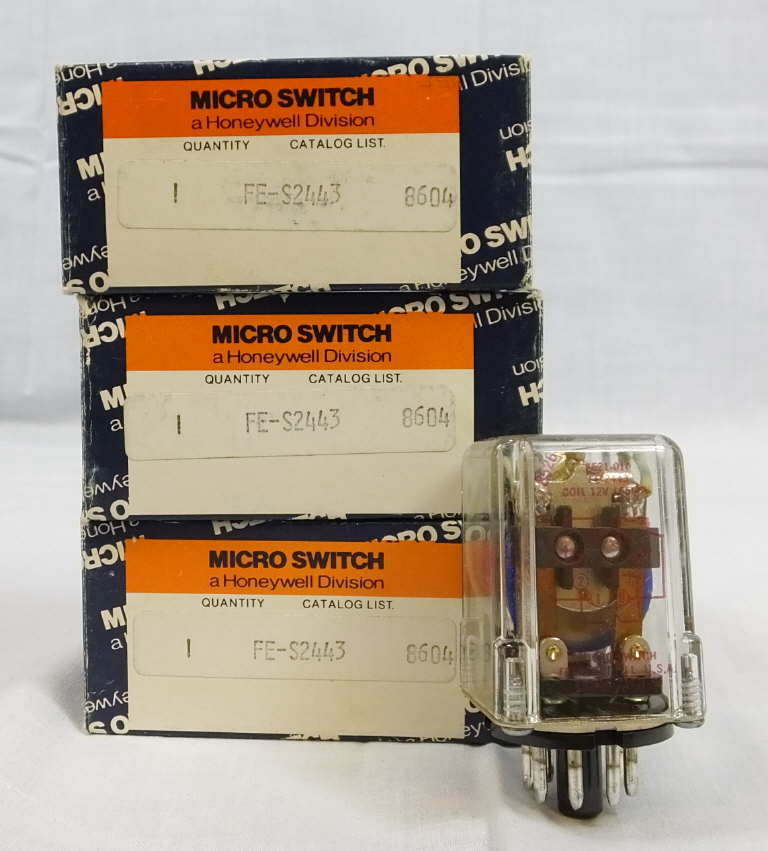 MICRO SWITCH
a Honeywell Division
QUANTITY CATALOG LIST.
1 FE-S2443 8604
MICRO SWITCH
a Honeywell Division
QUANTITY CATALOG LIST.
1 FE-S2443 8604
MICRO SWITCH
a Honeywell Division
QUANTITY CATALOG LIST.
1 FE-S2443 8604
COIL 12V
U.S.A.